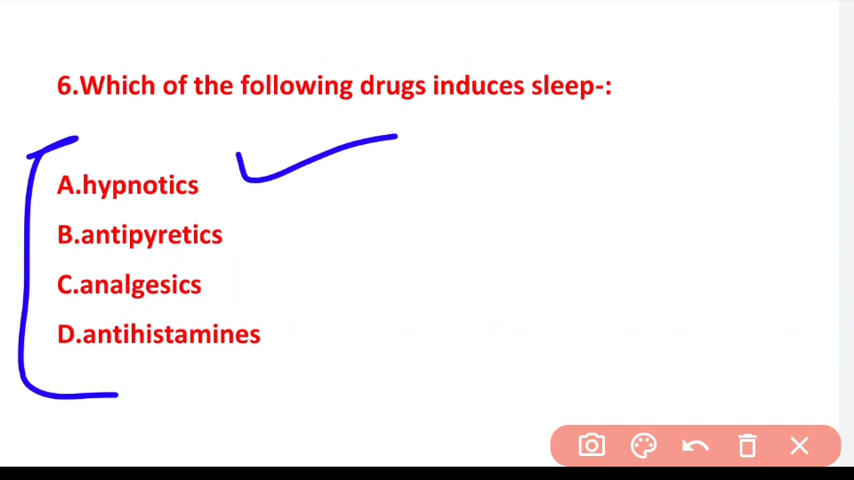 6.Which of the following drugs induces sleep-:
A.hypnotics
B.antipyretics
C.analgesics
D.antihistamines